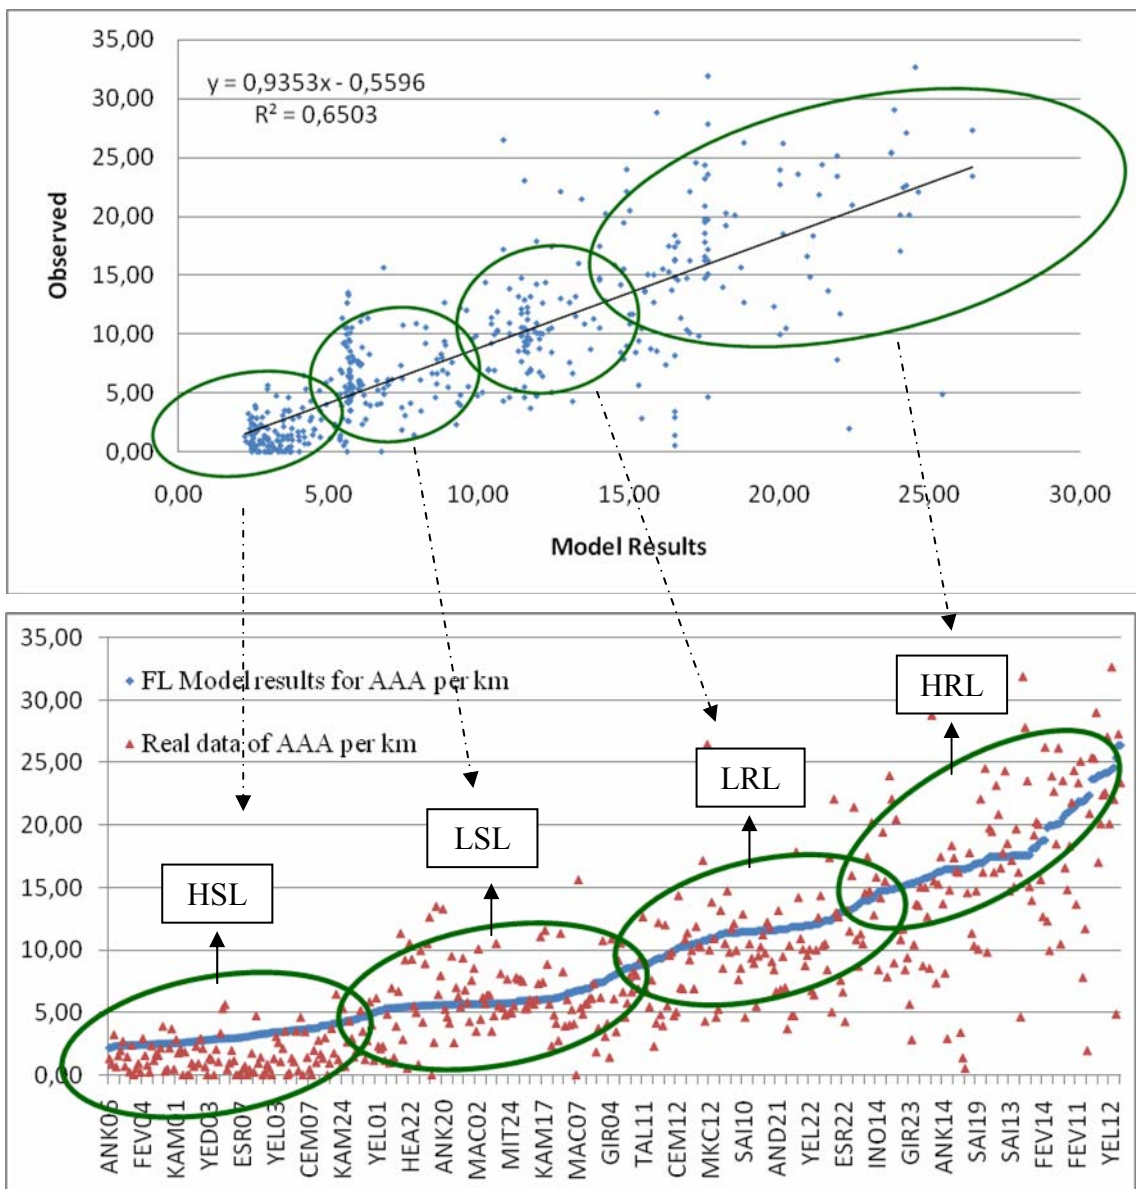 35,00
y = 0,9353x - 0,5596
R² = 0,6503
30,00
25,00
20,00
15,00
10,00
5,00
0,00
Observed
0,00 5,00 10,00 15,00 20,00 25,00 30,00
Model Results
35,00
FL Model results for AAA per km
30,00
Real data of AAA per km
25,00
20,00
15,00
10,00
5,00
0,00
HRL
LRL
LSL
HSL
ANK06 FEV04 KAM01 YED03 ESR07 YEL03 CEM07 KAM24 YEL01 HEA22 ANK20 MAC02 MIT24 KAM17 MAC07 GIR04 TAL11 CEM12 MKC12 SAI10 AND21 YEL22 ESR22 INO14 GIR23 ANK14 SAI19 SAI13 FEV14 FEV11 YEL12